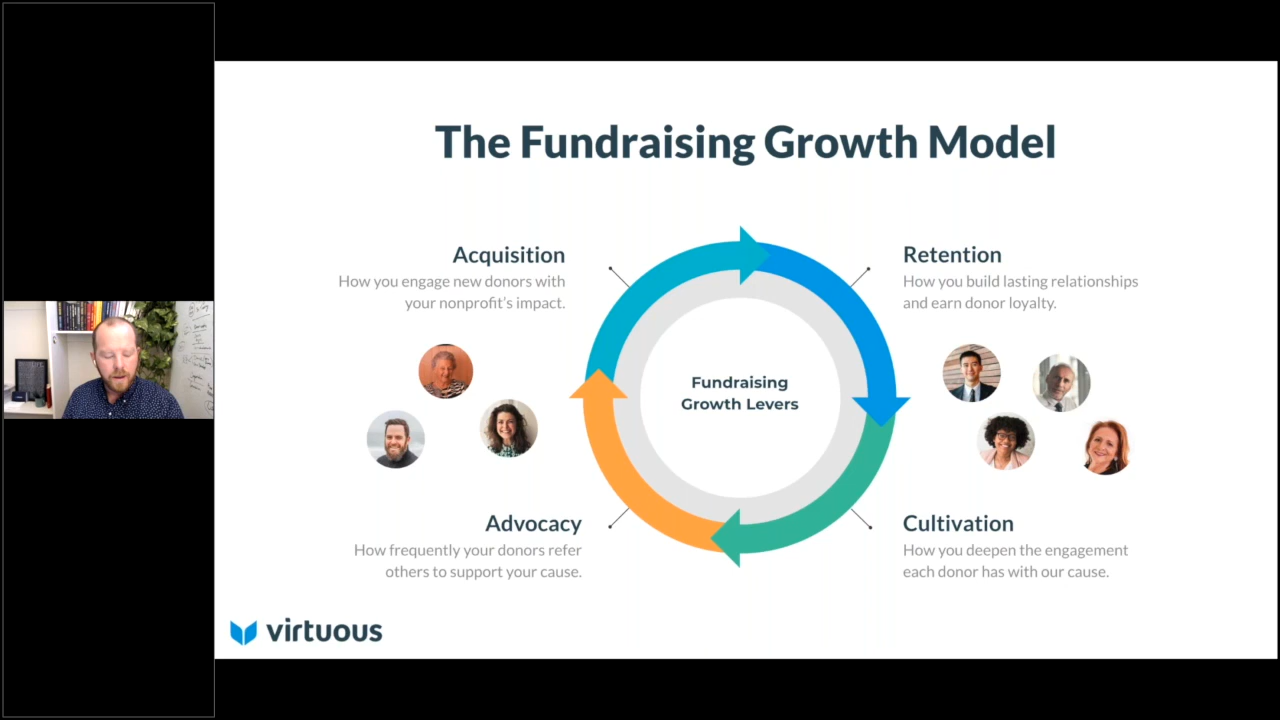 The Fundraising Growth Model
Acquisition
How you engage new donors with
your nonprofit's impact.
Retention
How you build lasting relationships
and earn donor loyalty.
Fundraising
Growth Levers
Advocacy
How frequently your donors refer
others to support your cause.
Cultivation
How you deepen the engagement
each donor has with our cause.
virtuous